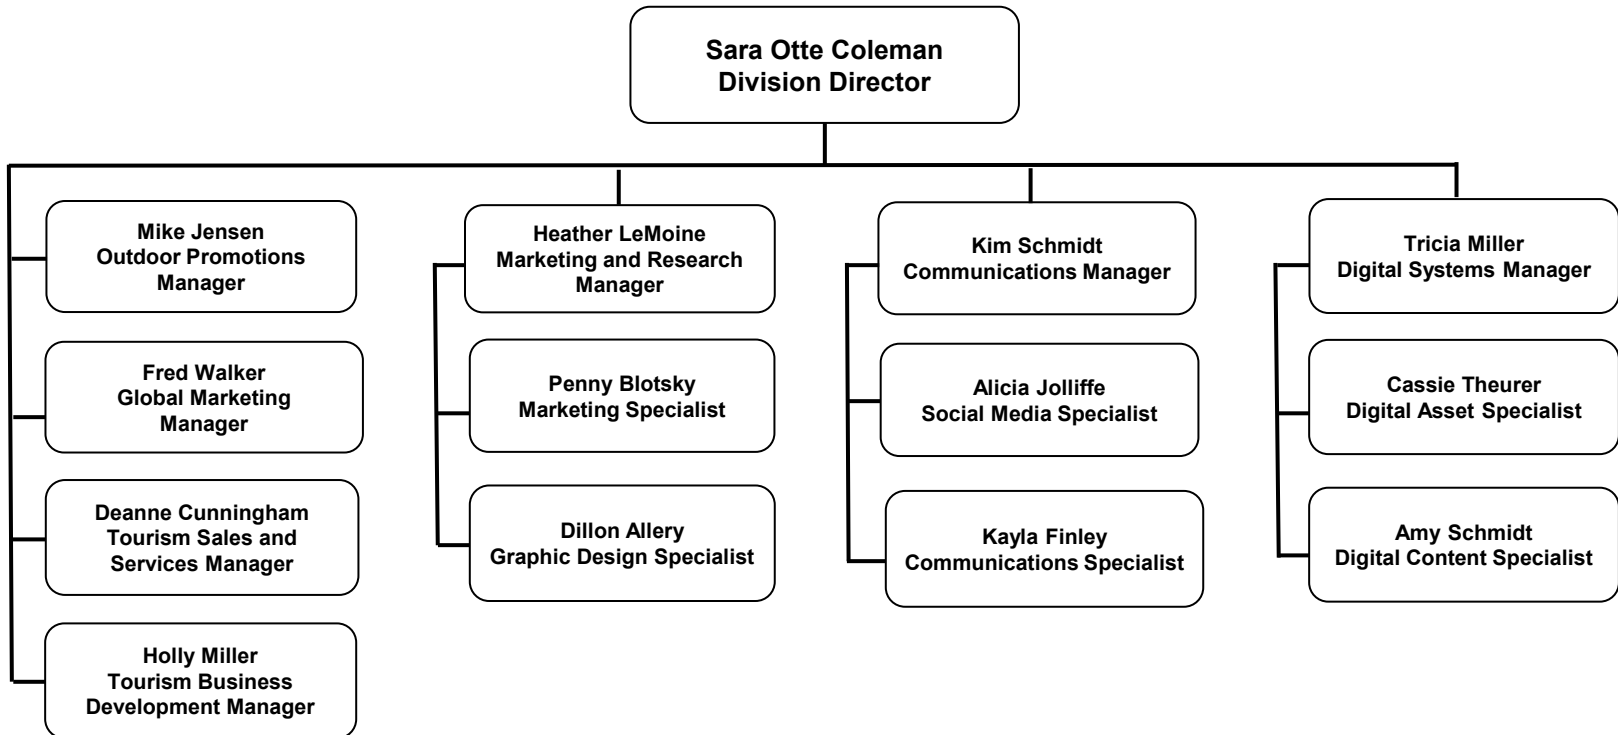 Sara Otte Coleman
Division Director
Mike Jensen
Outdoor Promotions
Manager
Fred Walker
Global Marketing
Manager
Deanne Cunningham
Tourism Sales and
Services Manager
Holly Miller
Tourism Business
Development Manager
Heather LeMoine
Marketing and Research
Manager
Penny Blotsky
Marketing Specialist
Dillon Allery
Graphic Design Specialist
Kim Schmidt
Communications Manager
Alicia Jolliffe
Social Media Specialist
Kayla Finley
Communications Specialist
Tricia Miller
Digital Systems Manager
Cassie Theurer
Digital Asset Specialist
Amy Schmidt
Digital Content Specialist